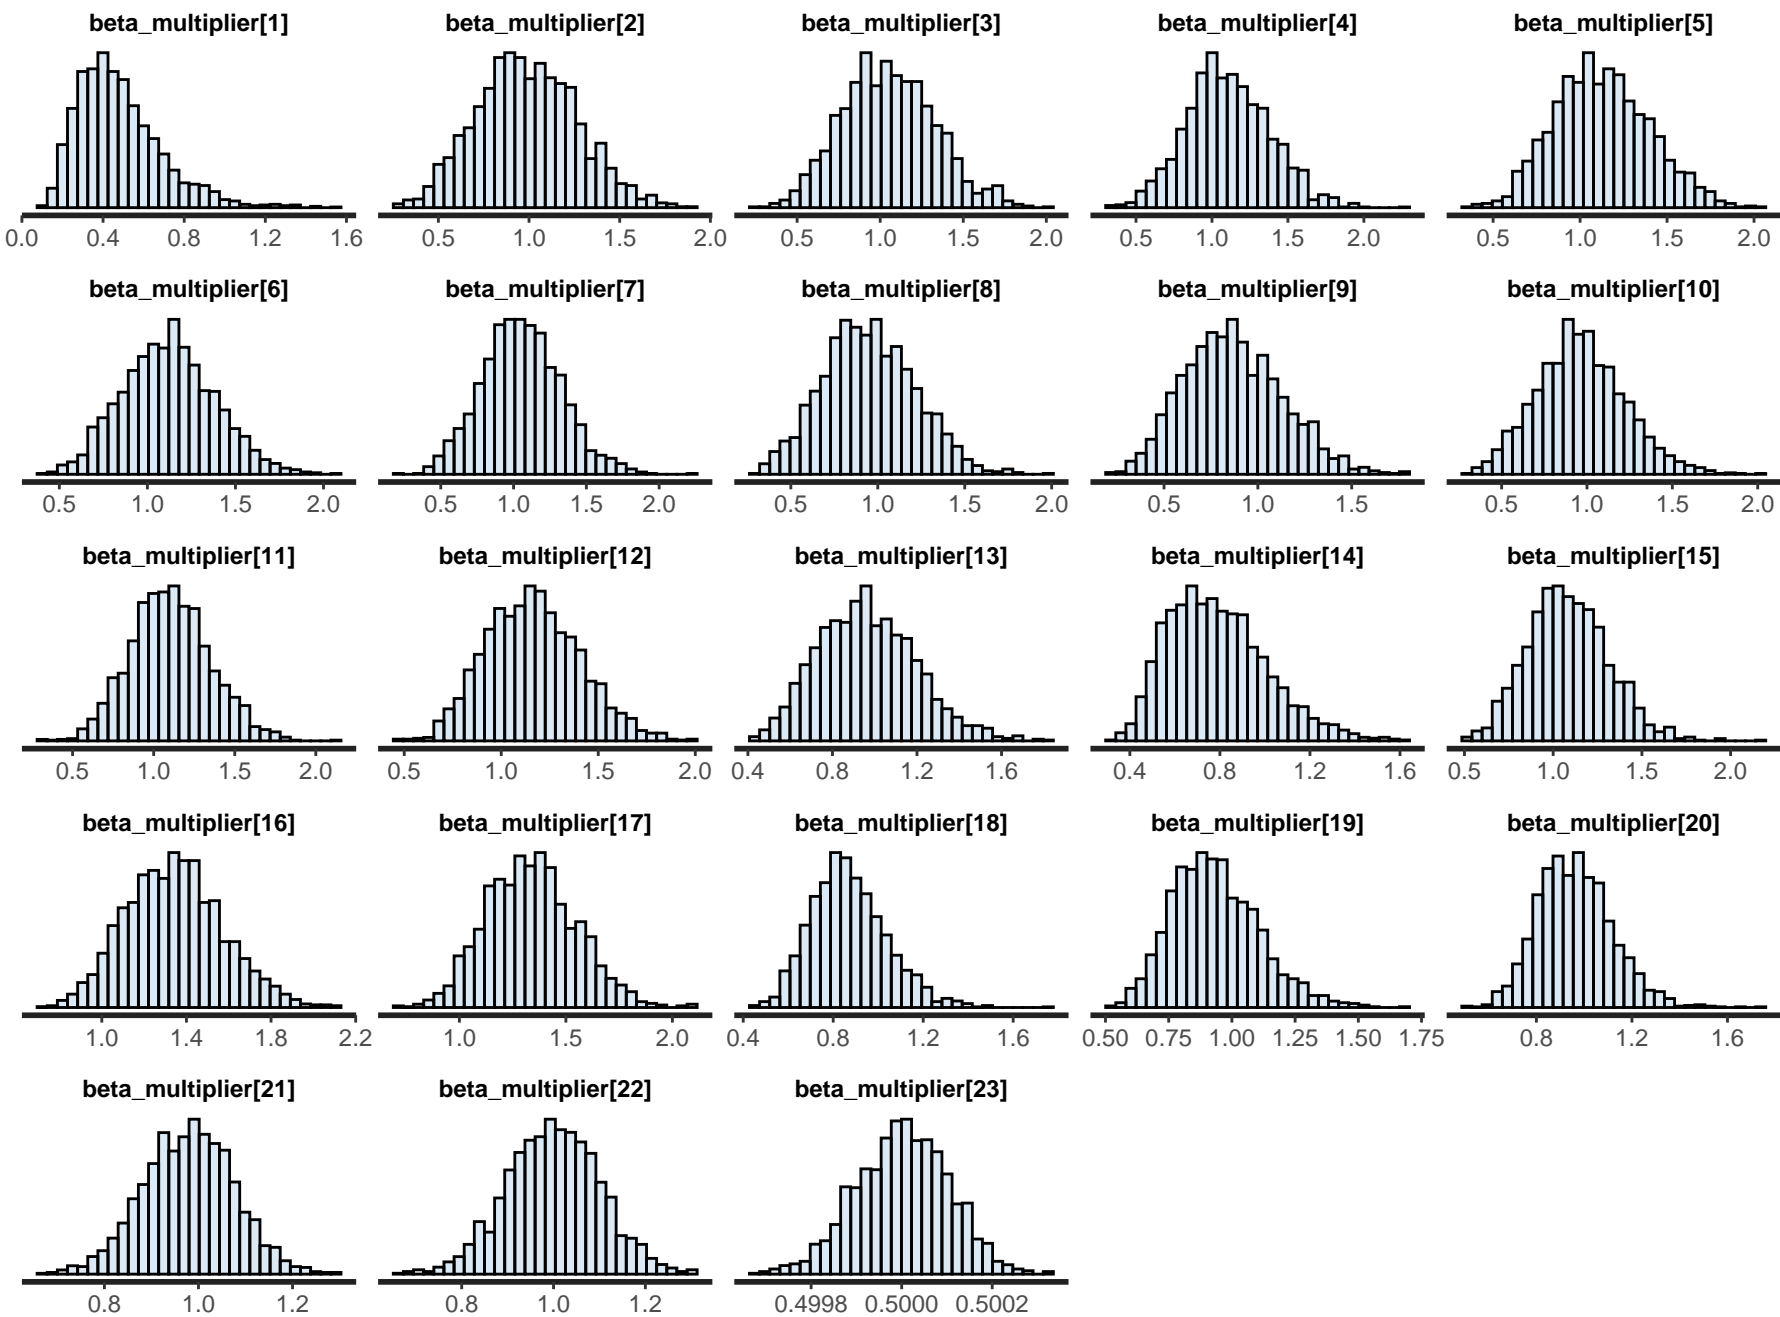 beta_multiplier[1] beta_multiplier[2] beta_multiplier[3] beta_multiplier[4] beta_multiplier[5]
0.0 0.4 0.8 1.2 1.6 0.5 1.0 1.5 2.0 0.5 1.0 1.5 2.0 0.5 1.0 1.5 2.0 0.5 1.0 1.5 2.0
beta_multiplier[6] beta_multiplier[7] beta_multiplier[8] beta_multiplier[9] beta_multiplier[10]
0.5 1.0 1.5 2.0 0.5 1.0 1.5 2.0 0.5 1.0 1.5 2.0 0.5 1.0 1.5 0.5 1.0 1.5 2.0
beta_multiplier[11] beta_multiplier[12] beta_multiplier[13] beta_multiplier[14] beta_multiplier[15]
0.5 1.0 1.5 2.0 0.5 1.0 1.5 2.0 0.4 0.8 1.2 1.6 0.4 0.8 1.2 1.6 0.5 1.0 1.5 2.0
beta_multiplier[16] beta_multiplier[17] beta_multiplier[18] beta_multiplier[19] beta_multiplier[20]
1.0 1.4 1.8 2.2 1.0 1.5 2.0 0.4 0.8 1.2 1.6 0.50 0.75 1.00 1.25 1.50 1.75 0.8 1.2 1.6
beta_multiplier[21] beta_multiplier[22] beta_multiplier[23]
0.8 1.0 1.2 0.8 1.0 1.2 0.4998 0.5000 0.5002